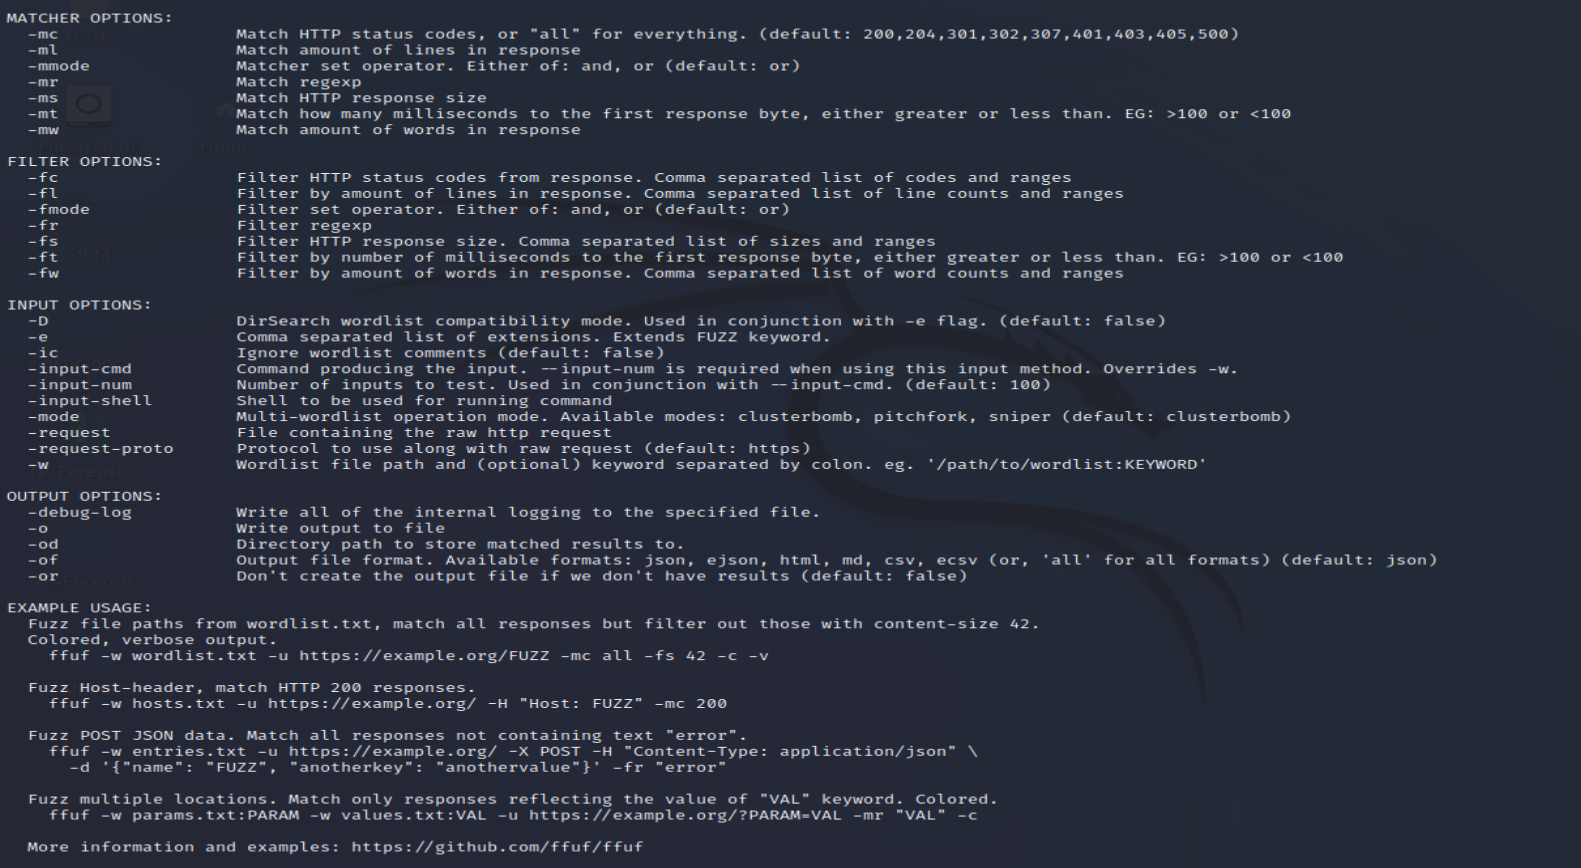 MATCHER OPTIONS:
  -mc                 Match HTTP status codes, or "all" for everything. (default: 200,204,301,302,307,401,403,405,500)
  -ml                 Match amount of lines in response
  -mmode              Matcher set operator. Either of: and, or (default: or)
  -mr                 Match regexp
  -ms                 Match HTTP response size
  -mt                 Match how many milliseconds to the first response byte, either greater or less than. EG: >100 or <100
  -mw                 Match amount of words in response
File System
Home
FILTER OPTIONS:
  -fc                 Filter HTTP status codes from response. Comma separated list of codes and ranges
  -fl                 Filter by amount of lines in response. Comma separated list of line counts and ranges
  -fmode              Filter set operator. Either of: and, or (default: or)
  -fr                 Filter regexp
  -fs                 Filter HTTP response size. Comma separated list of sizes and ranges
SIEM
  -ft                 Filter by number of milliseconds to the first response byte, either greater or less than. EG: >100 or <100
  -fw                 Filter by amount of words in response. Comma separated list of word counts and ranges
INPUT OPTIONS:
  -D                  DirSearch wordlist compatibility mode. Used in conjunction with -e flag. (default: false)
  -e                  Comma separated list of extensions. Extends FUZZ keyword.
  -ic                 Ignore wordlist comments (default: false)
  -input-cmd          Command producing the input. --input-num is required when using this input method. Overrides -w.
  -input-num          Number of inputs to test. Used in conjunction with --input-cmd. (default: 100)
  -input-shell        Shell to be used for running command
  -mode               Multi-wordlist operation mode. Available modes: clusterbomb, pitchfork, sniper (default: clusterbomb)
  -request            File containing the raw http request
  -request-proto      Protocol to use along with raw request (default: https)
  -w                  Wordlist file path and (optional) keyword separated by colon. eg. '/path/to/wordlist:KEYWORD'
OUTPUT OPTIONS:
  -debug-log          Write all of the internal logging to the specified file.
  -o                  Write output to file
  -od                 Directory path to store matched results to.
  -of                 Output file format. Available formats: json, ejson, html, md, csv, ecsv (or, 'all' for all formats) (default: json)
  -or                 Don't create the output file if we don't have results (default: false)
Forensics
EXAMPLE USAGE:
  Fuzz file paths from wordlist.txt, match all responses but filter out those with content-size 42.
  Colored, verbose output.
    ffuf -w wordlist.txt -u https://example.org/FUZZ -mc all -fs 42 -c -v
  Fuzz Host-header, match HTTP 200 responses.
    ffuf -w hosts.txt -u https://example.org/ -H "Host: FUZZ" -mc 200
  Fuzz POST JSON data. Match all responses not containing text "error".
    ffuf -w entries.txt -u https://example.org/ -X POST -H "Content-Type: application/json" \
      -d '{"name": "FUZZ", "anotherkey": "anothervalue"}' -fr "error"
  Fuzz multiple locations. Match only responses reflecting the value of "VAL" keyword. Colored.
    ffuf -w params.txt:PARAM -w values.txt:VAL -u https://example.org/?PARAM=VAL -mr "VAL" -c
  More information and examples: https://github.com/ffuf/ffuf